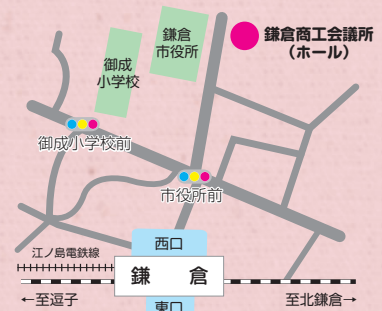 鎌倉商工会議所
(ホール)
鎌倉
市役所
御成
小学校
御成小学校前
市役所前
西口
江ノ島電鉄線
鎌 倉
←至逗子
至北鎌倉→
東口